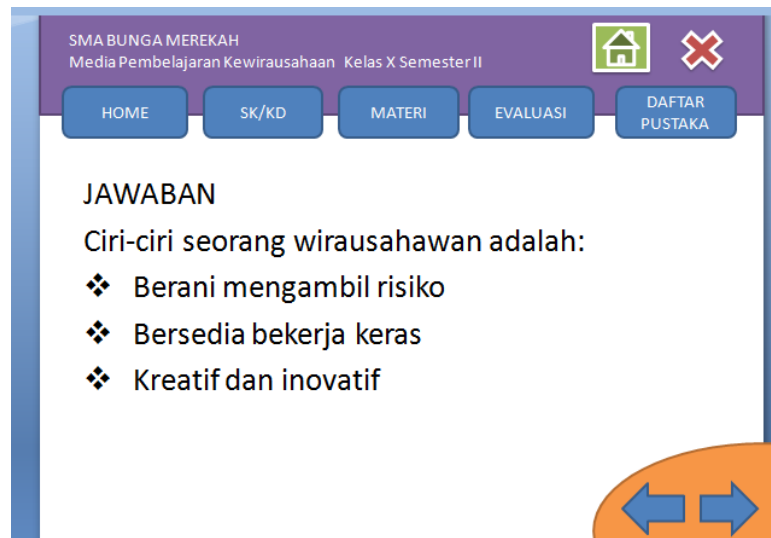 SMA BUNGA MEREKAH
Media Pembelajaran Kewirausahaan Kelas X Semester II
HOME
SK/KD
MATERI
EVALUASI
DAFTAR
PUSTAKA
JAWABAN
Ciri-ciri seorang wirausahawan adalah:
❖ Berani mengambil risiko
❖ Bersedia bekerja keras
❖ Kreatif dan inovatif